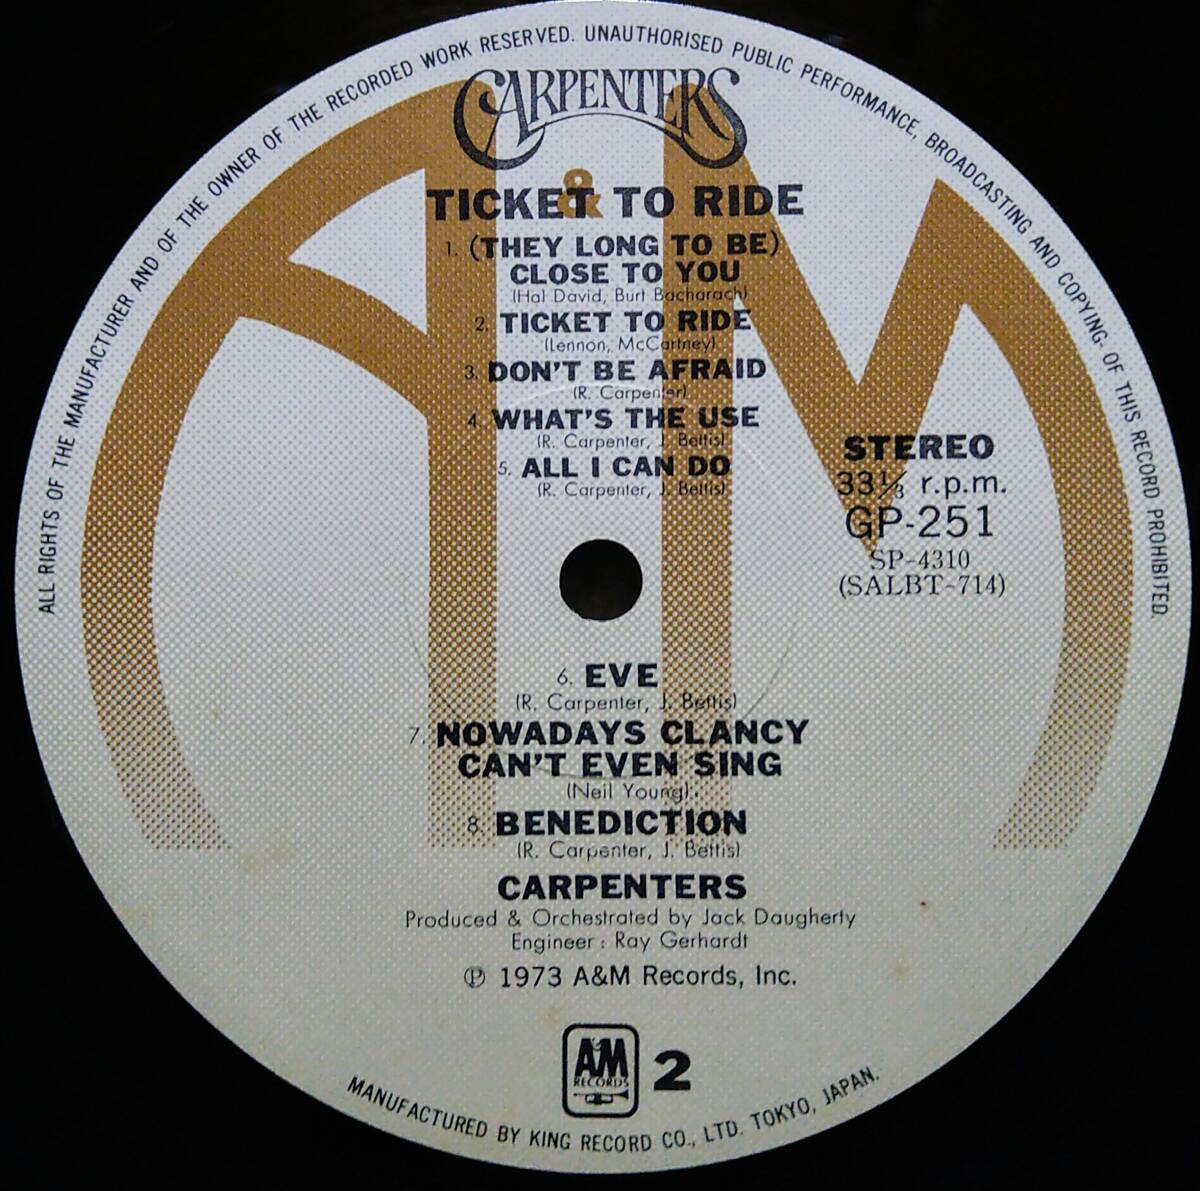 ALL RIGHTS OF THE MANUFACTURER AND OF THE OWNER OF THE RECORDED WORK RESERVED. UNAUTHORISED PUBLIC PERFORMANCE, BROADCASTING AND COPYING- OF THIS RECORD PROHIBITED.
CARPENTERS
&
TICKET TO RIDE
1. (THEY LONG TO BE)
CLOSE TO YOU
(Hal David, Burt Bacharach)
2. TICKET TO RIDE
(Lennon, McCartney)
3. DON'T BE AFRAID
(R. Carpenter)
4. WHAT'S THE USE
(R. Carpenter, J. Bettis)
5. ALL I CAN DO
(R. Carpenter, J. Bettis)
STEREO
33⅓ r.p.m.
GP-251
SP-4310
(SALBT-714)
6. EVE
(R. Carpenter, J. Bettis)
7. NOWADAYS CLANCY
CAN'T EVEN SING
(Neil Young)
8. BENEDICTION
(R. Carpenter, J. Bettis)
CARPENTERS
Produced & Orchestrated by Jack Daugherty
Engineer : Ray Gerhardt
℗ 1973 A&M Records, Inc.
A&M
RECORDS
2
MANUFACTURED BY KING RECORD CO., LTD. TOKYO, JAPAN.